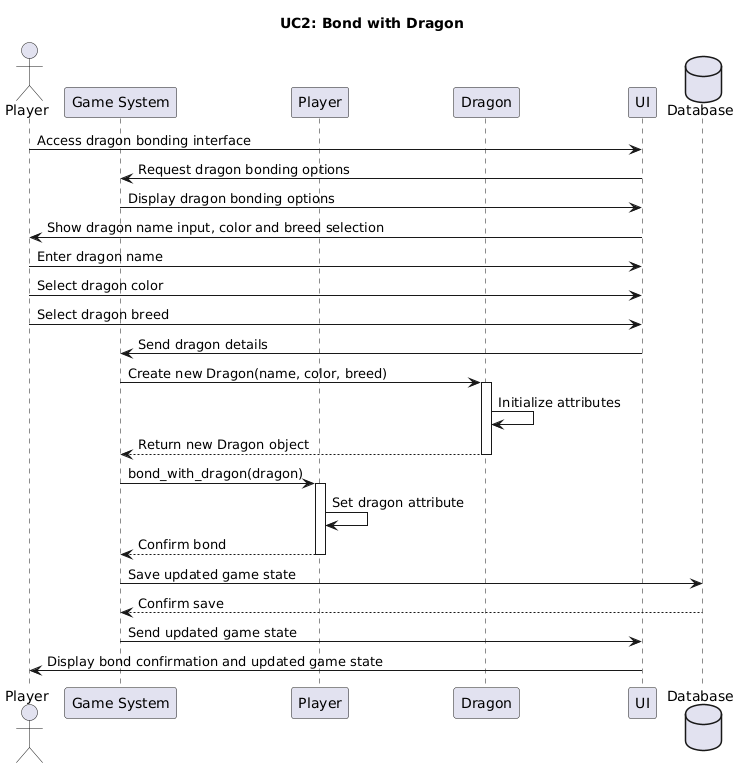 UC2: Bond with Dragon
Player
Game System
Player
Dragon
UI
Database
Access dragon bonding interface
Request dragon bonding options
Display dragon bonding options
Show dragon name input, color and breed selection
Enter dragon name
Select dragon color
Select dragon breed
Send dragon details
Create new Dragon(name, color, breed)
Initialize attributes
Return new Dragon object
bond_with_dragon(dragon)
Set dragon attribute
Confirm bond
Save updated game state
Confirm save
Send updated game state
Display bond confirmation and updated game state
Player
Game System
Player
Dragon
UI
Database